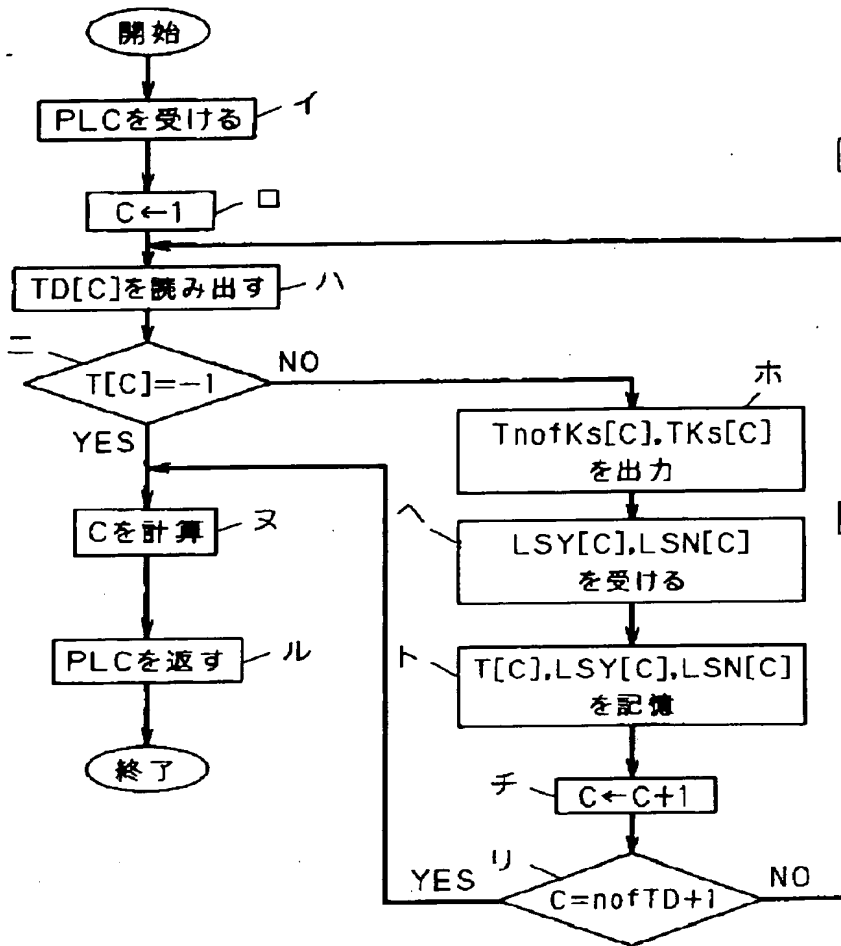 開始
PLCを受ける
イ
C←1
ロ
TD[C]を読み出す
ハ
ニ
T[C]=-1
NO
YES
ホ
TnofKs[C],TKs[C]
を出力
ヘ
LSY[C],LSN[C]
を受ける
ト
T[C],LSY[C],LSN[C]
を記憶
チ
C←C+1
リ
C=nofTD+1
YES
NO
Cを計算
ヌ
PLCを返す
ル
終了